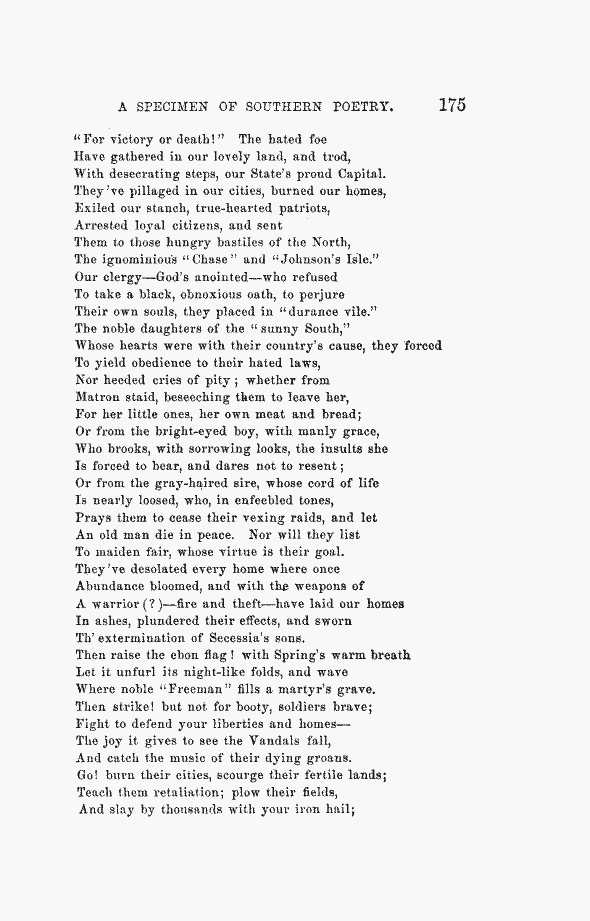 A SPECIMEN OF SOUTHERN POETRY. 175
"For victory or death!" The hated foe
Have gathered in our lovely land, and trod,
With desecrating steps, our State's proud Capital.
They've pillaged in our cities, burned our homes,
Exiled our stanch, true-hearted patriots,
Arrested loyal citizens, and sent
Them to those hungry bastiles of the North,
The ignominious "Chase" and "Johnson's Isle."
Our clergy—God's anointed—who refused
To take a black, obnoxious oath, to perjure
Their own souls, they placed in "durance vile."
The noble daughters of the "sunny South,"
Whose hearts were with their country's cause, they forced
To yield obedience to their hated laws,
Nor heeded cries of pity; whether from
Matron staid, beseeching them to leave her,
For her little ones, her own meat and bread;
Or from the bright-eyed boy, with manly grace,
Who brooks, with sorrowing looks, the insults she
Is forced to bear, and dares not to resent;
Or from the gray-haired sire, whose cord of life
Is nearly loosed, who, in enfeebled tones,
Prays them to cease their vexing raids, and let
An old man die in peace. Nor will they list
To maiden fair, whose virtue is their goal.
They've desolated every home where once
Abundance bloomed, and with the weapons of
A warrior (?)—fire and theft—have laid our homes
In ashes, plundered their effects, and sworn
Th' extermination of Secessia's sons.
Then raise the ebon flag! with Spring's warm breath
Let it unfurl its night-like folds, and wave
Where noble "Freeman" fills a martyr's grave.
Then strike! but not for booty, soldiers brave;
Fight to defend your liberties and homes—
The joy it gives to see the Vandals fall,
And catch the music of their dying groans.
Go! burn their cities, scourge their fertile lands;
Teach them retaliation; plow their fields,
And slay by thousands with your iron hail;